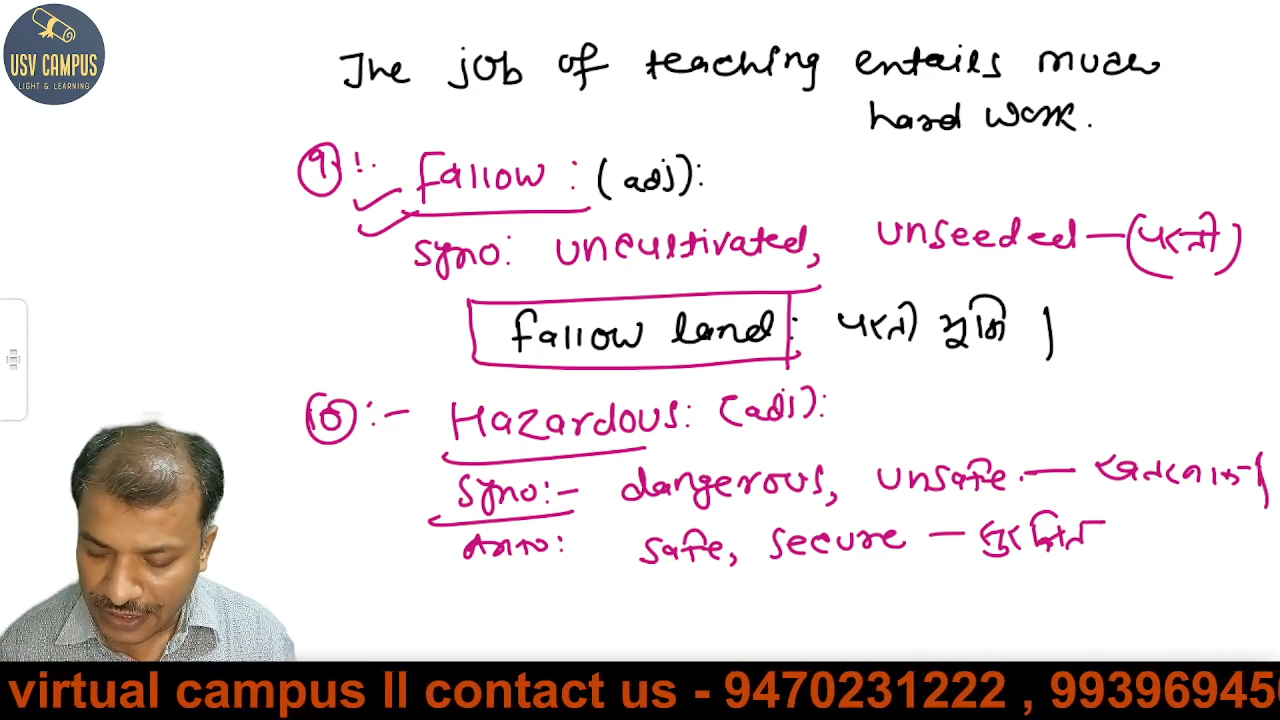 USV CAMPUS
LIGHT & LEARNING
The job of teaching entails much
hard work.
9 :- Fallow : (adj):
syno: uncultivated, unseeded – (परती)
Fallow land : परती भूमि |
10 :- Hazardous: (adj):
syno:- dangerous, unsafe. – खतरनाक |
Anto: safe, secure – सुरक्षित
virtual campus II contact us - 9470231222 , 993969450